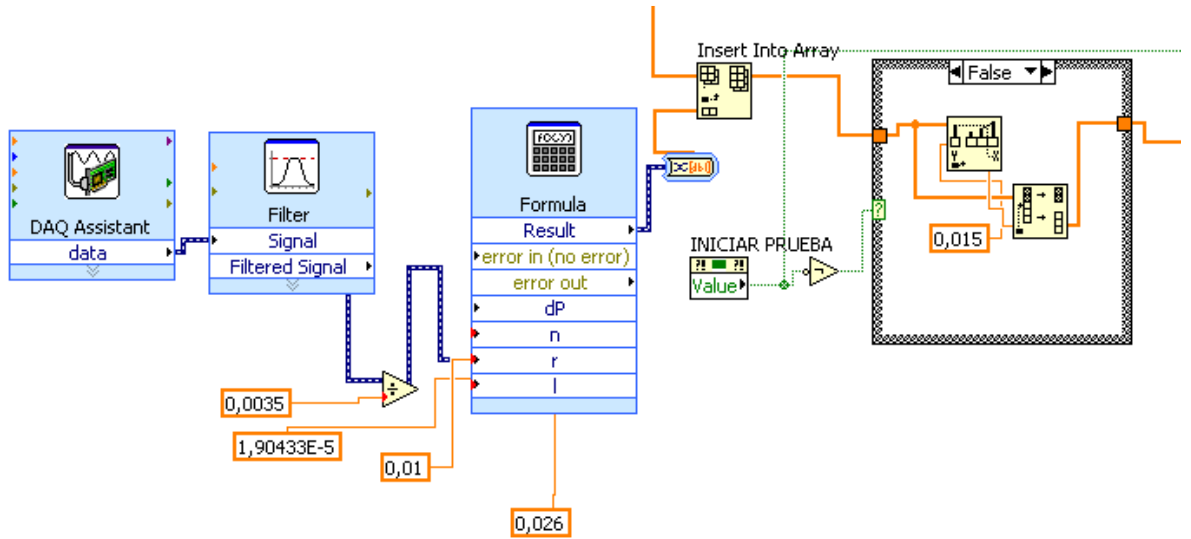 Insert Into Array
False
DAQ Assistant
data
Filter
Signal
Filtered Signal
Formula
Result
error in (no error)
error out
dP
n
r
l
INICIAR PRUEBA
Value
?
0,015
0,0035
1,90433E-5
0,01
0,026